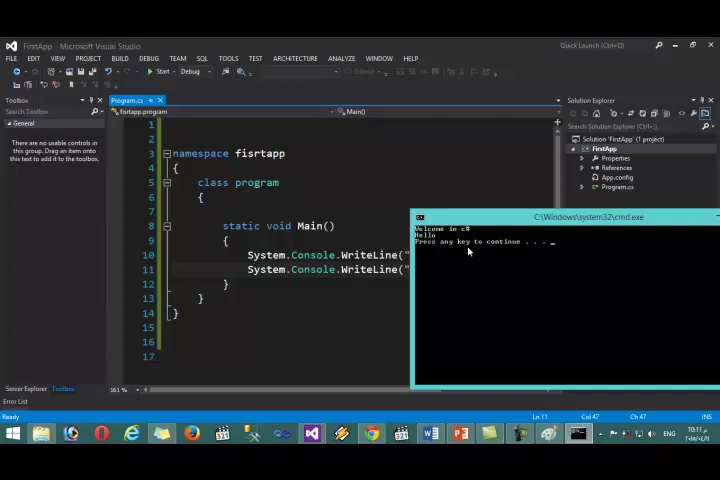 FirstApp - Microsoft Visual Studio
Quick Launch (Ctrl+Q)
FILE EDIT VIEW PROJECT BUILD DEBUG TEAM SQL TOOLS TEST ARCHITECTURE ANALYZE WINDOW HELP
Start Debug
Toolbox
Search Toolbox
General
There are no usable controls in
this group. Drag an item onto
this text to add it to the toolbox.
Program.cs
fisrtapp.program
Main()
1
2
3 namespace fisrtapp
4 {
5 class program
6 {
7
8 static void Main()
9 {
10 System.Console.WriteLine("
11 System.Console.WriteLine("
12 }
13 }
14 }
15
16
17
161 %
Solution Explorer
Search Solution Explorer
Solution 'FirstApp' (1 project)
FirstApp
Properties
References
App.config
Program.cs
C:\Windows\system32\cmd.exe
Welcome in c#
Hello
Press any key to continue . . . _
Server Explorer Toolbox
Error List
Ready
Ln 11 Col 47 Ch 47
10:11 م